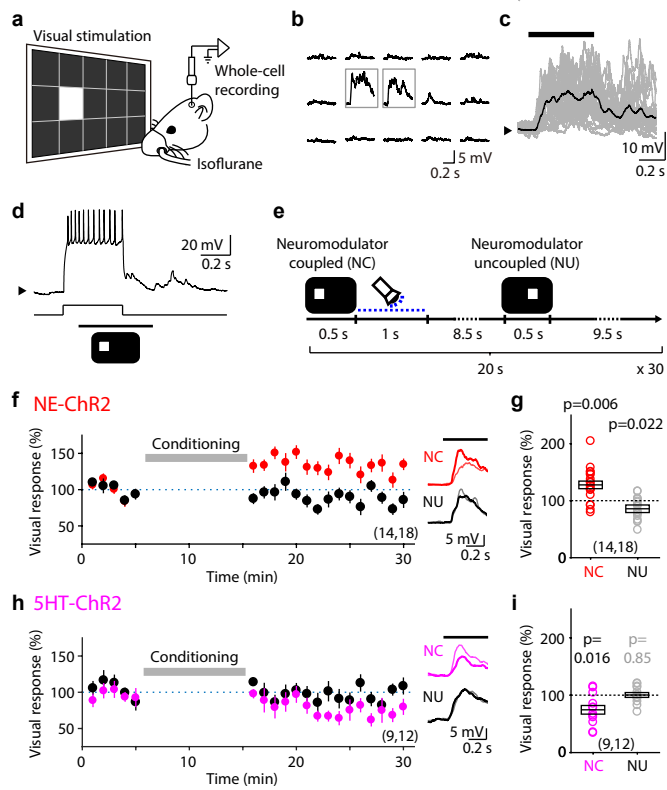 a
Visual stimulation
Whole-cell
recording
Isoflurane
b
5 mV
0.2 s
c
10 mV
0.2 s
d
20 mV
0.2 s
e
Neuromodulator
coupled (NC)
Neuromodulator
uncoupled (NU)
0.5 s
1 s
8.5 s
0.5 s
9.5 s
20s
x 30
f NE-ChR2
Visual response (%)
150
100
50
Conditioning
(14,18)
0
10
20
30
Time (min)
NC
NU
5 mV
0.2 s
g
p=0.006
p=0.022
Visual response (%)
200
100
0
(14,18)
NC
NU
h 5HT-ChR2
Visual response (%)
150
100
50
Conditioning
(9,12)
0
10
20
30
Time (min)
NC
NU
5 mV
0.2 s
i
p=
0.016
p=
0.85
Visual response (%)
200
100
0
(9,12)
NC
NU